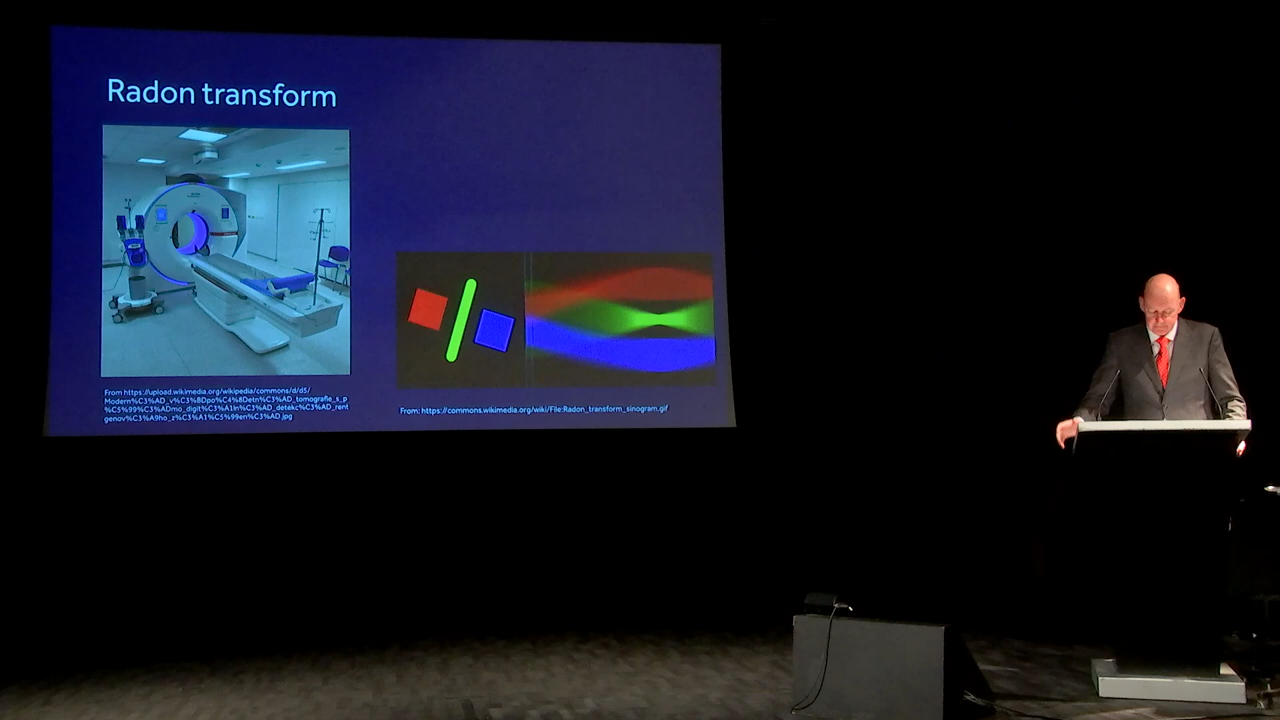 Radon transform
From https://upload.wikimedia.org/wikipedia/commons/d/d5/
Modern%C3%AD_v%C3%BDpo%C4%8Detn%C3%AD_tomografie_s_p
%C5%99%C3%ADmo_digit%C3%A1ln%C3%AD_detekc%C3%AD_rent
genov%C3%A9ho_z%C3%A1%C5%99en%C3%AD.jpg
From: https://commons.wikimedia.org/wiki/File:Radon_transform_sinogram.gif